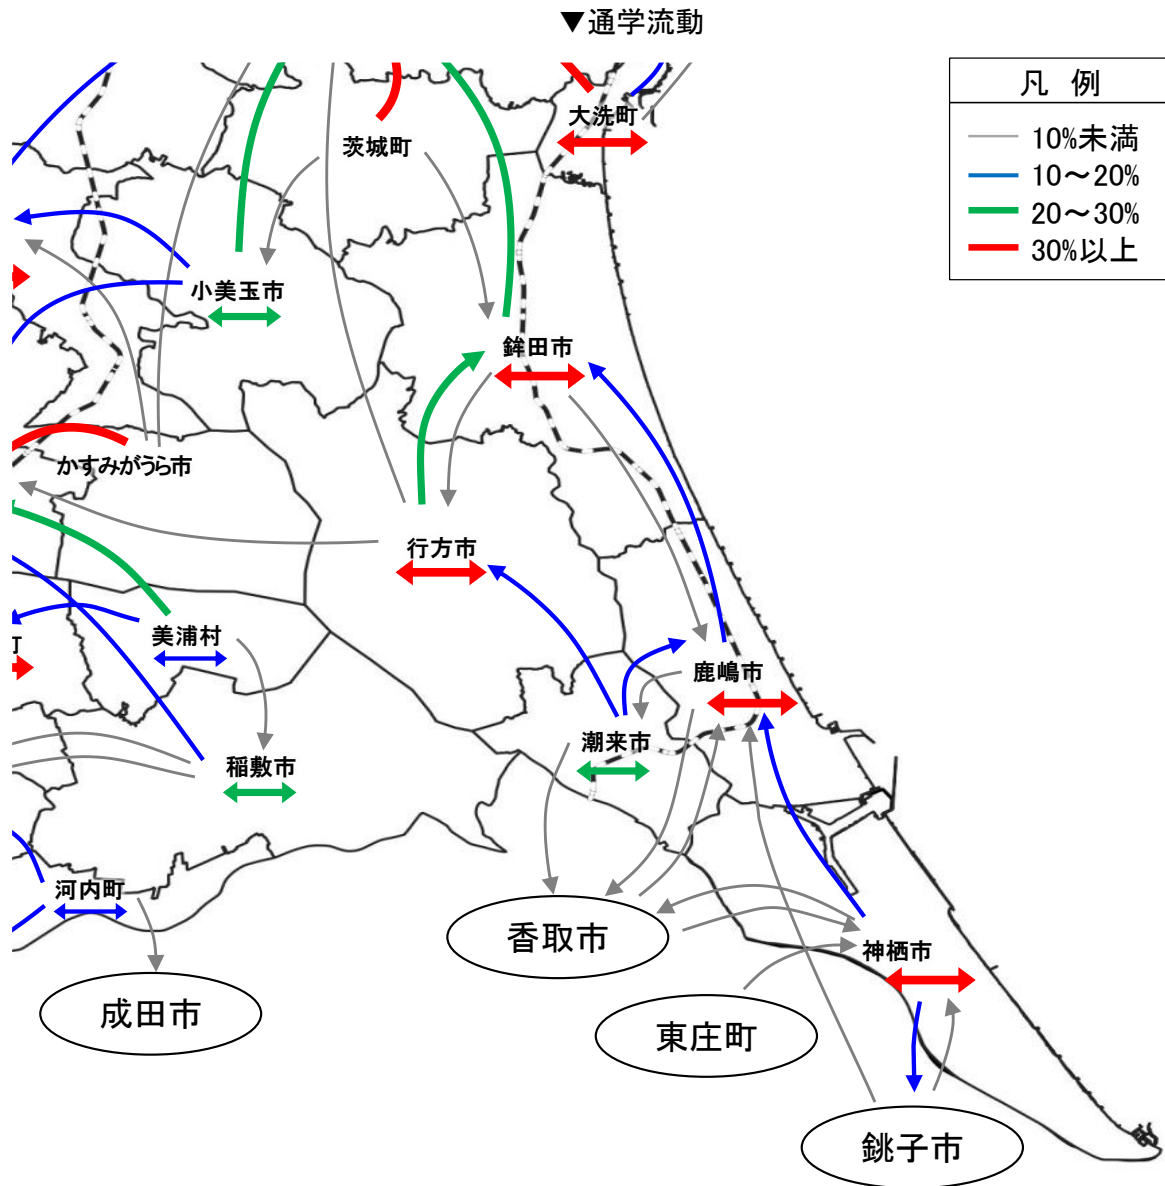 ▼通学流動
凡 例
10%未満
10～20%
20～30%
30%以上
大洗町
茨城町
小美玉市
鉾田市
かすみがうら市
行方市
美浦村
町
鹿嶋市
潮来市
稲敷市
河内町
香取市
神栖市
成田市
東庄町
銚子市